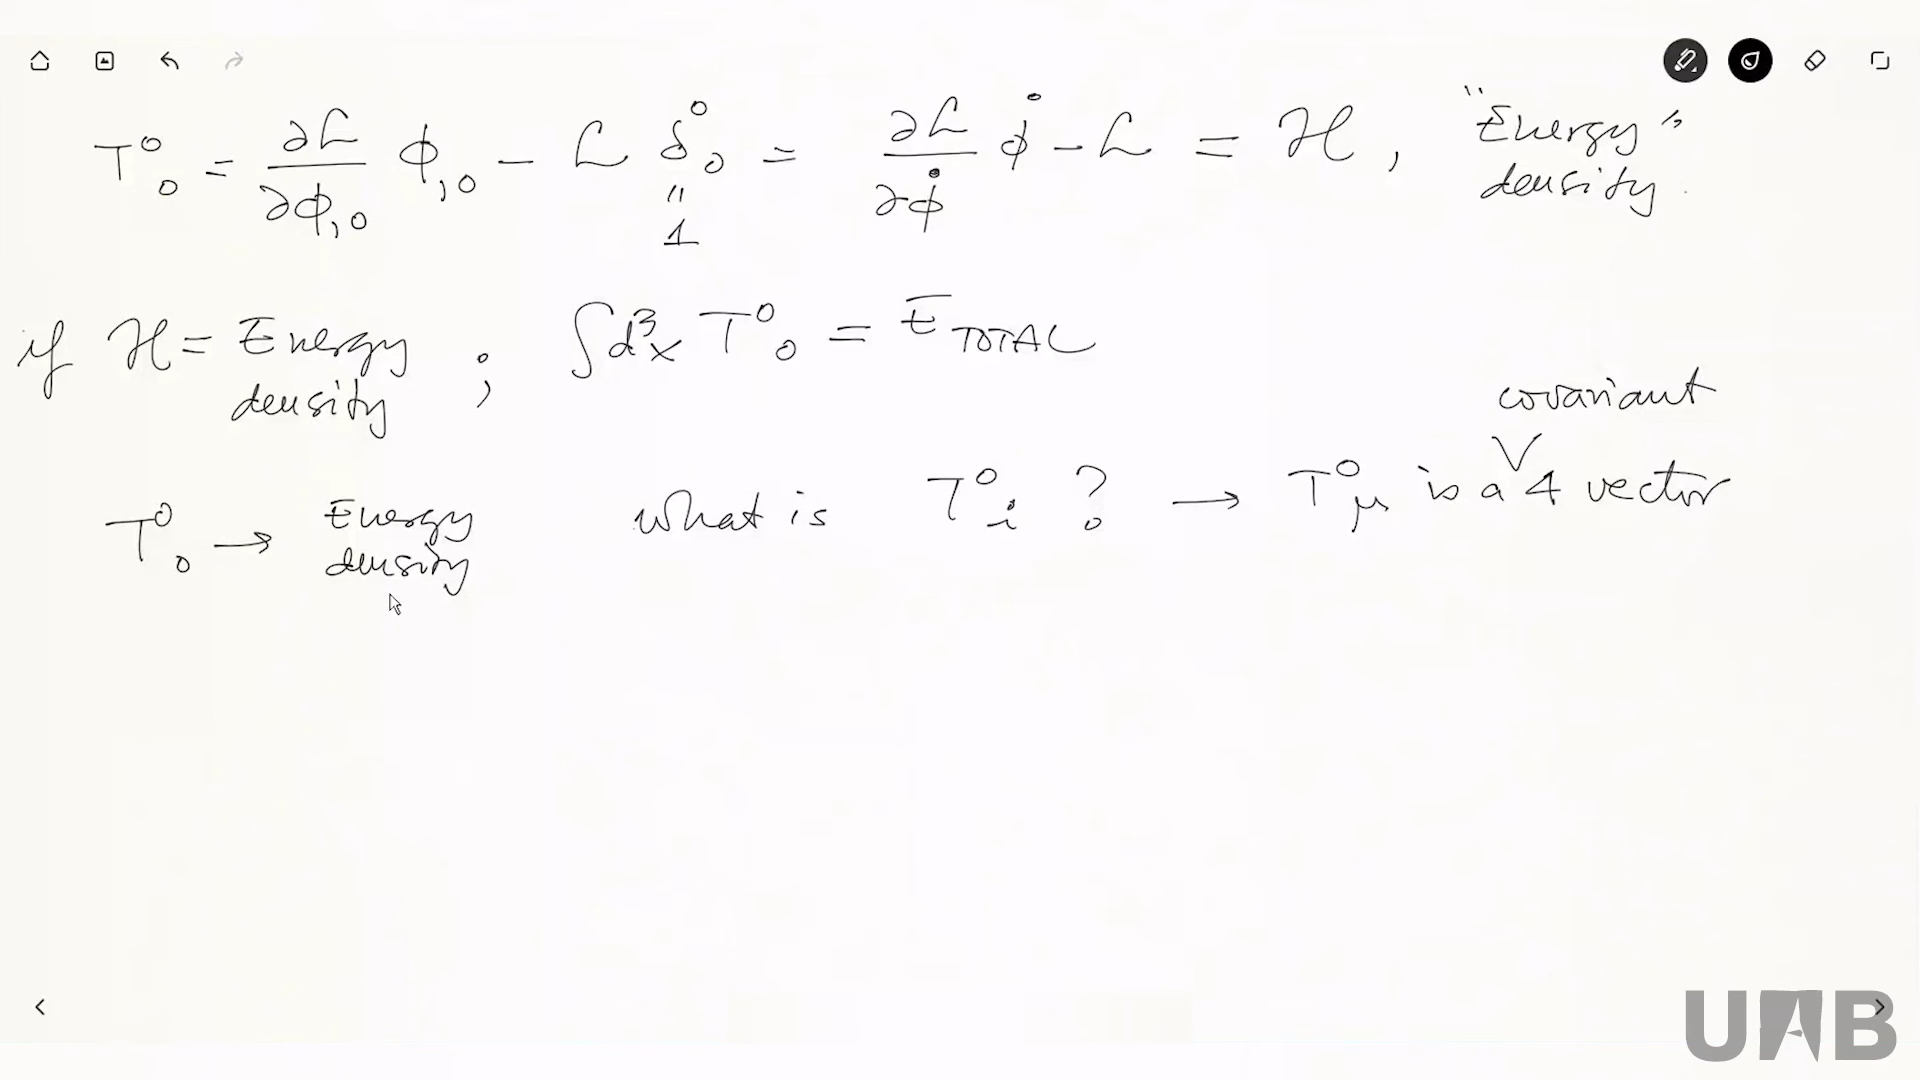 T⁰₀ = ∂ℒ/∂ϕ,₀ ϕ,₀ − ℒ δ⁰₀ = ∂ℒ/∂ϕ̇ ϕ̇ − ℒ = ℋ , "Energy"
" density.
1
if ℋ = Energy density ; ∫d³x T⁰₀ = E TOTAL
covariant
T⁰₀ → Energy density what is T⁰ᵢ ? → T⁰μ is a ∨ 4 vector
UAB